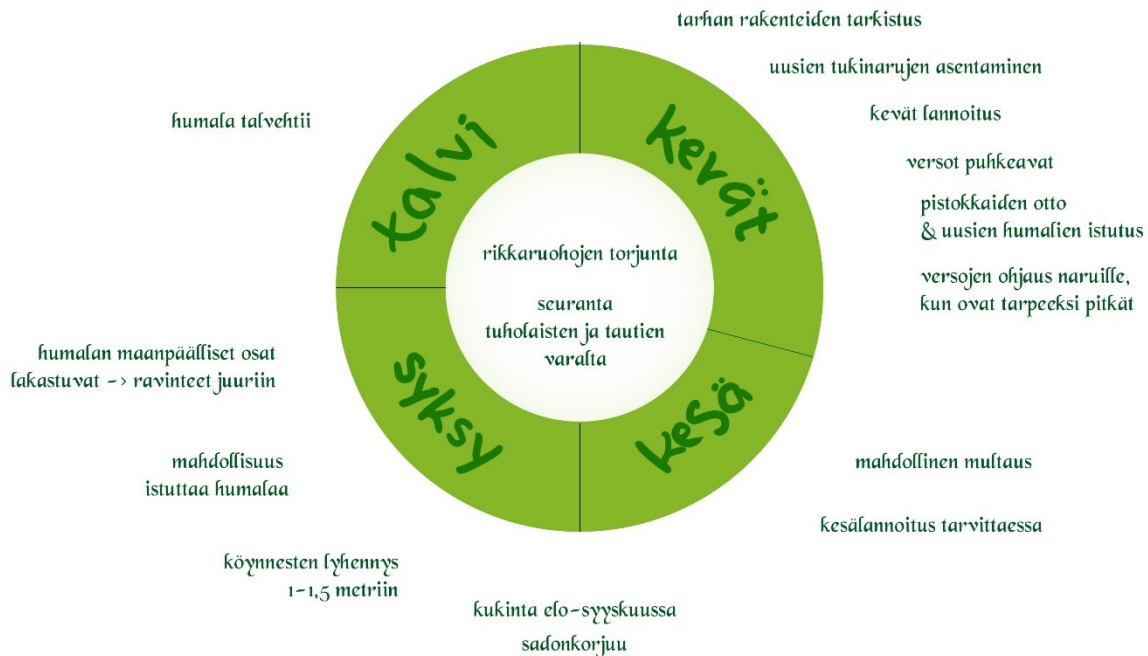 talvi
kevät
kesä
syksy
tarhan rakenteiden tarkistus
uusien tukinarujen asentaminen
kevät lannoitus
versot puhkeavat
pistokkaiden otto
& uusien humalien istutus
versojen ohjaus naruille,
kun ovat tarpeeksi pitkät
mahdollinen multaus
kesälannoitus tarvittaessa
kukinta elo-syyskuussa
sadonkorjuu
köynnesten lyhennys
1-1,5 metriin
mahdollisuus
istuttaa humalaa
humalan maanpäälliset osat
lakastuvat -> ravinteet juuriin
humala talvehtii
rikkaruohojen torjunta
seuranta
tuholaisten ja tautien
varalta